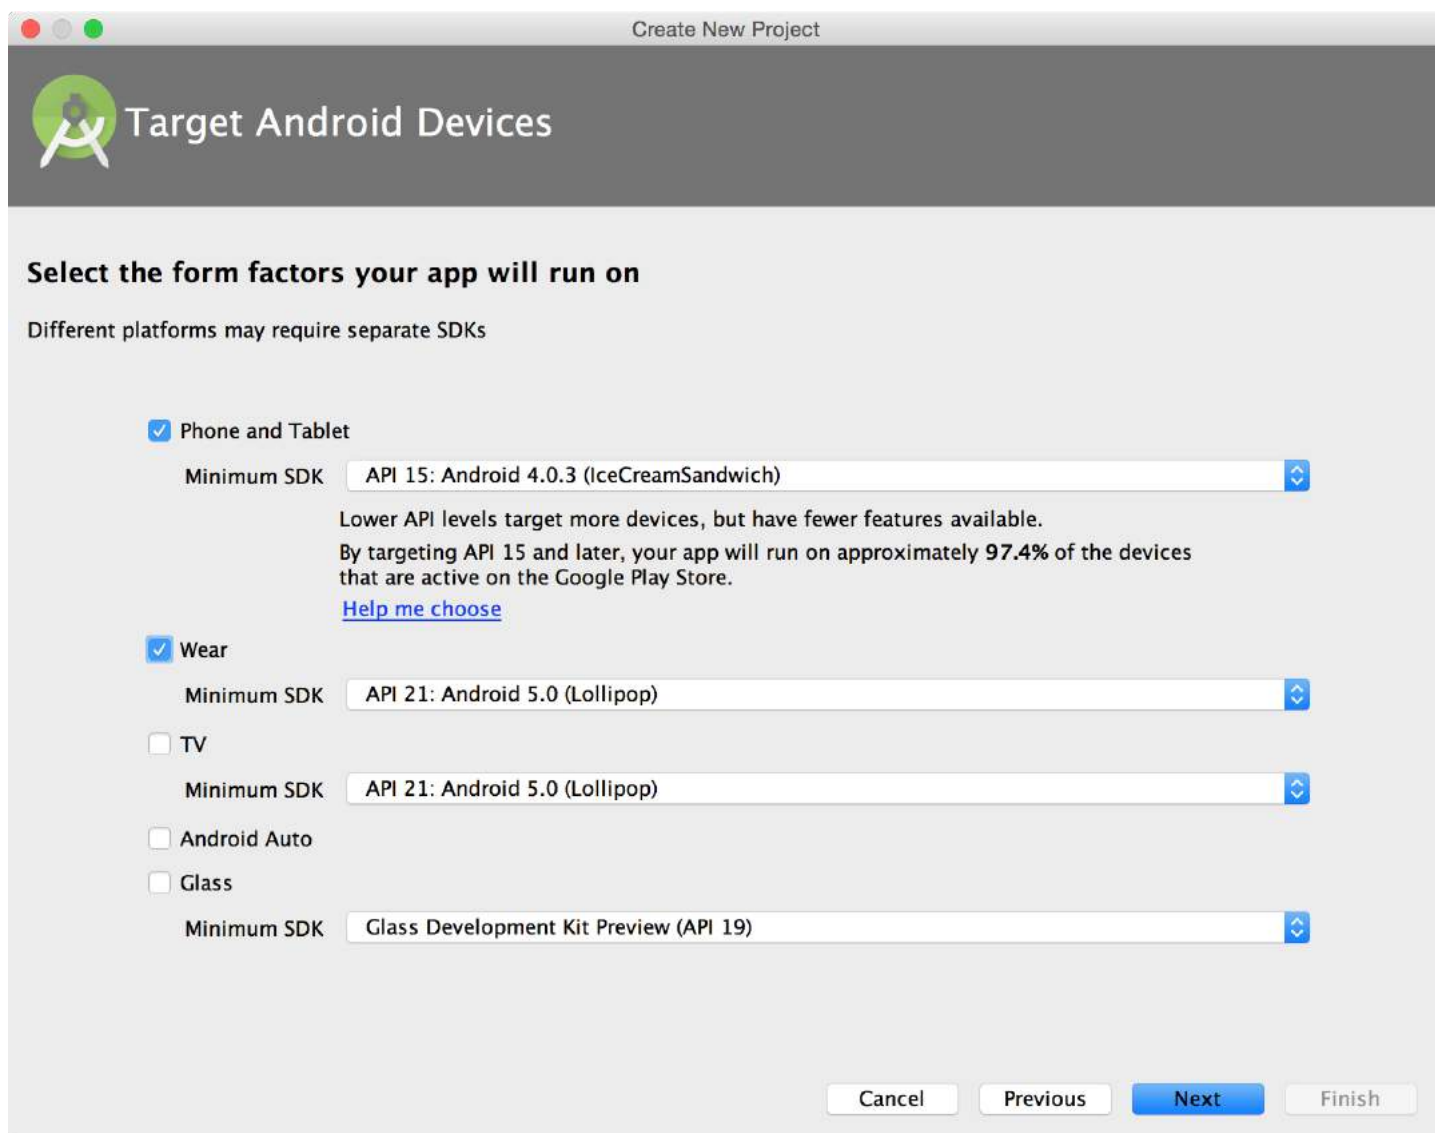 Create New Project
Target Android Devices
Select the form factors your app will run on
Different platforms may require separate SDKs
Phone and Tablet
Minimum SDK API 15: Android 4.0.3 (IceCreamSandwich)
Lower API levels target more devices, but have fewer features available.
By targeting API 15 and later, your app will run on approximately 97.4% of the devices
that are active on the Google Play Store.
Help me choose
Wear
Minimum SDK API 21: Android 5.0 (Lollipop)
TV
Minimum SDK API 21: Android 5.0 (Lollipop)
Android Auto
Glass
Minimum SDK Glass Development Kit Preview (API 19)
Cancel Previous Next Finish